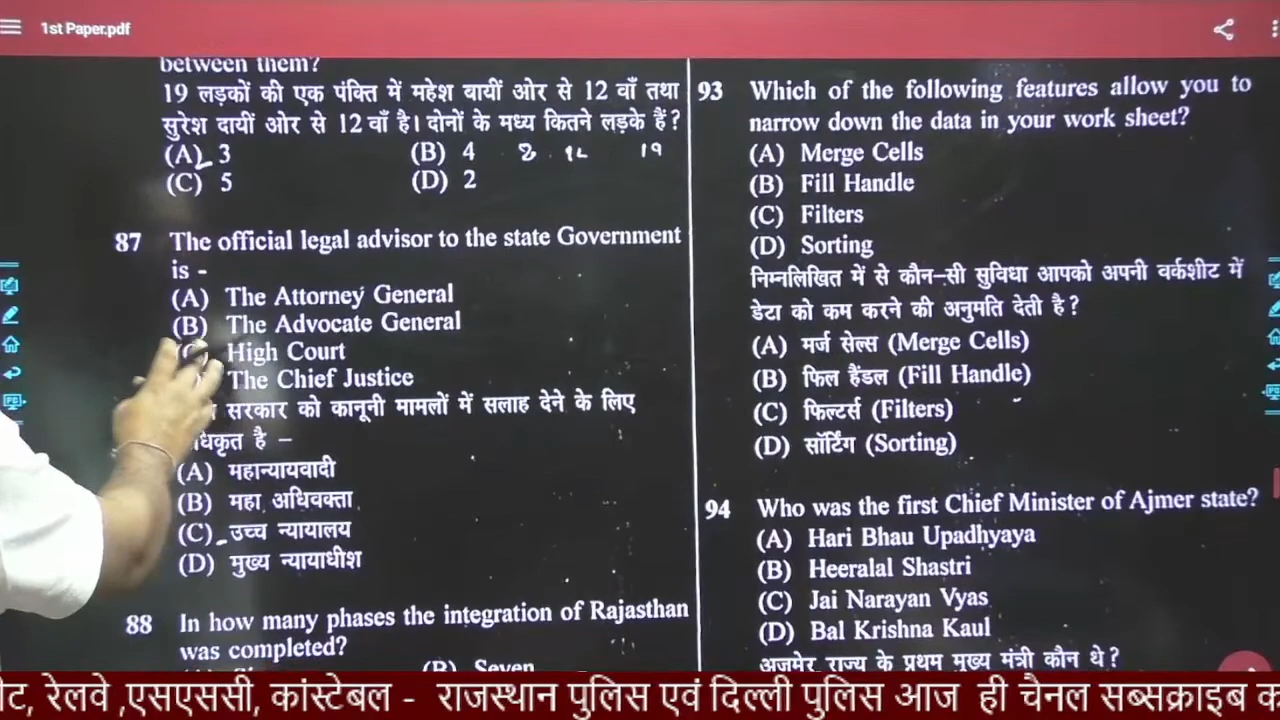 1st Paper.pdf
between them?
19 लड़कों की एक पंक्ति में महेश बायीं ओर से 12 वाँ तथा
सुरेश दायीं ओर से 12 वाँ है। दोनों के मध्य कितने लड़के हैं?
(A) 3 (B) 4 8 12 19
(C) 5 (D) 2
87 The official legal advisor to the state Government
is -
(A) The Attorney General
(B) The Advocate General
High Court
The Chief Justice
सरकार को कानूनी मामलों में सलाह देने के लिए
है –
(A) महान्यायवादी
(B) महा अधिवक्ता
(C) उच्च न्यायालय
(D) मुख्य न्यायाधीश
88 In how many phases the integration of Rajasthan
was completed?
(B) Seven
93 Which of the following features allow you to
narrow down the data in your work sheet?
(A) Merge Cells
(B) Fill Handle
(C) Filters
(D) Sorting
निम्नलिखित में से कौन–सी सुविधा आपको अपनी वर्कशीट में
डेटा को कम करने की अनुमति देती है?
(A) मर्ज सेल्स (Merge Cells)
(B) फिल हैंडल (Fill Handle)
(C) फिल्टर्स (Filters)
(D) सॉर्टिंग (Sorting)
94 Who was the first Chief Minister of Ajmer state?
(A) Hari Bhau Upadhyaya
(B) Heeralal Shastri
(C) Jai Narayan Vyas
(D) Bal Krishna Kaul
अजमेर राज्य के प्रथम मुख्य मंत्री कौन थे?
रेलवे ,एसएससी, कांस्टेबल - राजस्थान पुलिस एवं दिल्ली पुलिस आज ही चैनल सब्सक्राइब